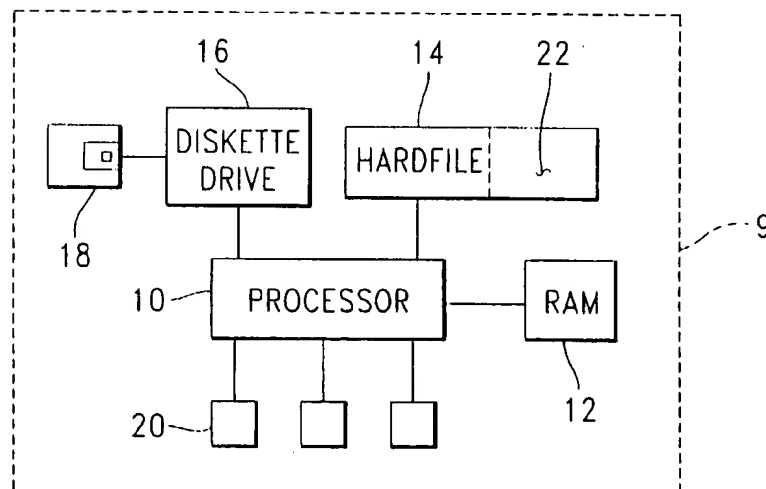 16
14
22
DISKETTE
DRIVE
HARDFILE
18
9
10
PROCESSOR
RAM
20
12